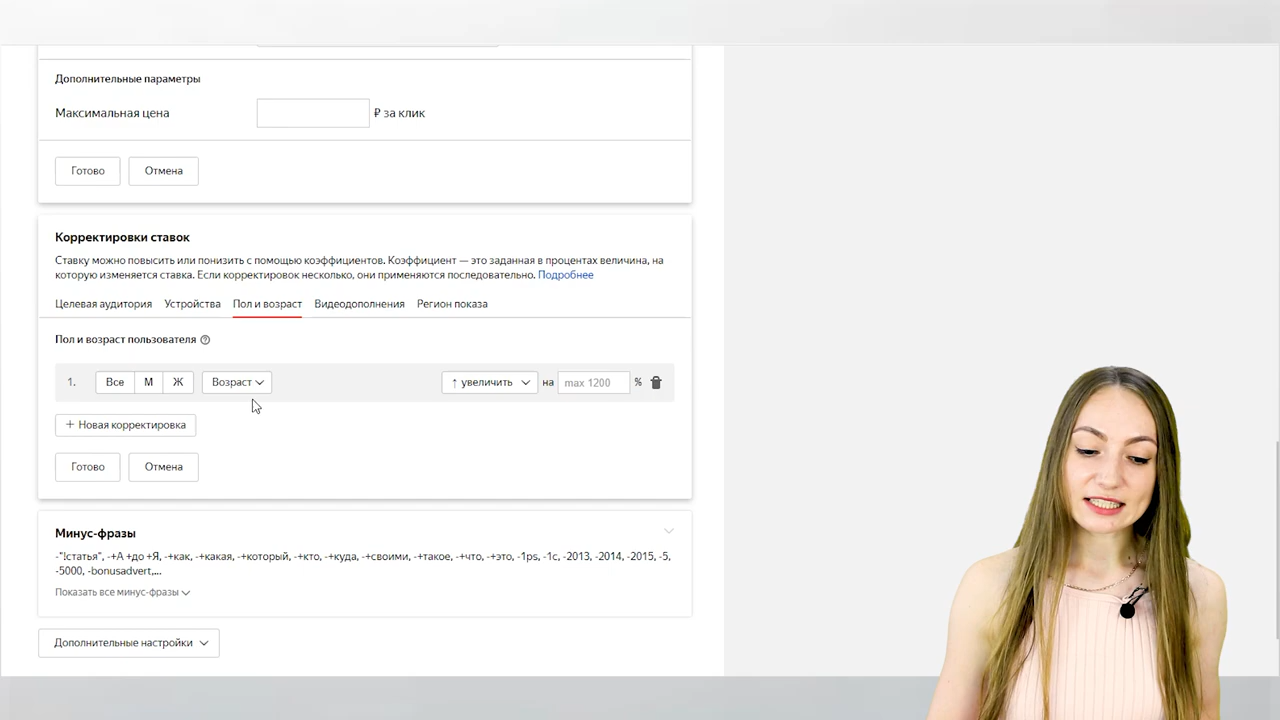 Дополнительные параметры
Максимальная цена
₽ за клик
Готово
Отмена
Корректировки ставок
Ставку можно повысить или понизить с помощью коэффициентов. Коэффициент — это заданная в процентах величина, на
которую изменяется ставка. Если корректировок несколько, они применяются последовательно. Подробнее
Целевая аудитория Устройства Пол и возраст Видеодополнения Регион показа
Пол и возраст пользователя
1. Все М Ж Возраст ↑ увеличить на max 1200 %
+ Новая корректировка
Готово
Отмена
Минус-фразы
-"!статья", -+А +до +Я, -+как, -+какая, -+который, -+кто, -+куда, -+своими, -+такое, -+что, -+это, -1ps, -1c, -2013, -2014, -2015, -5,
-5000, -bonusadvert,...
Показать все минус-фразы
Дополнительные настройки